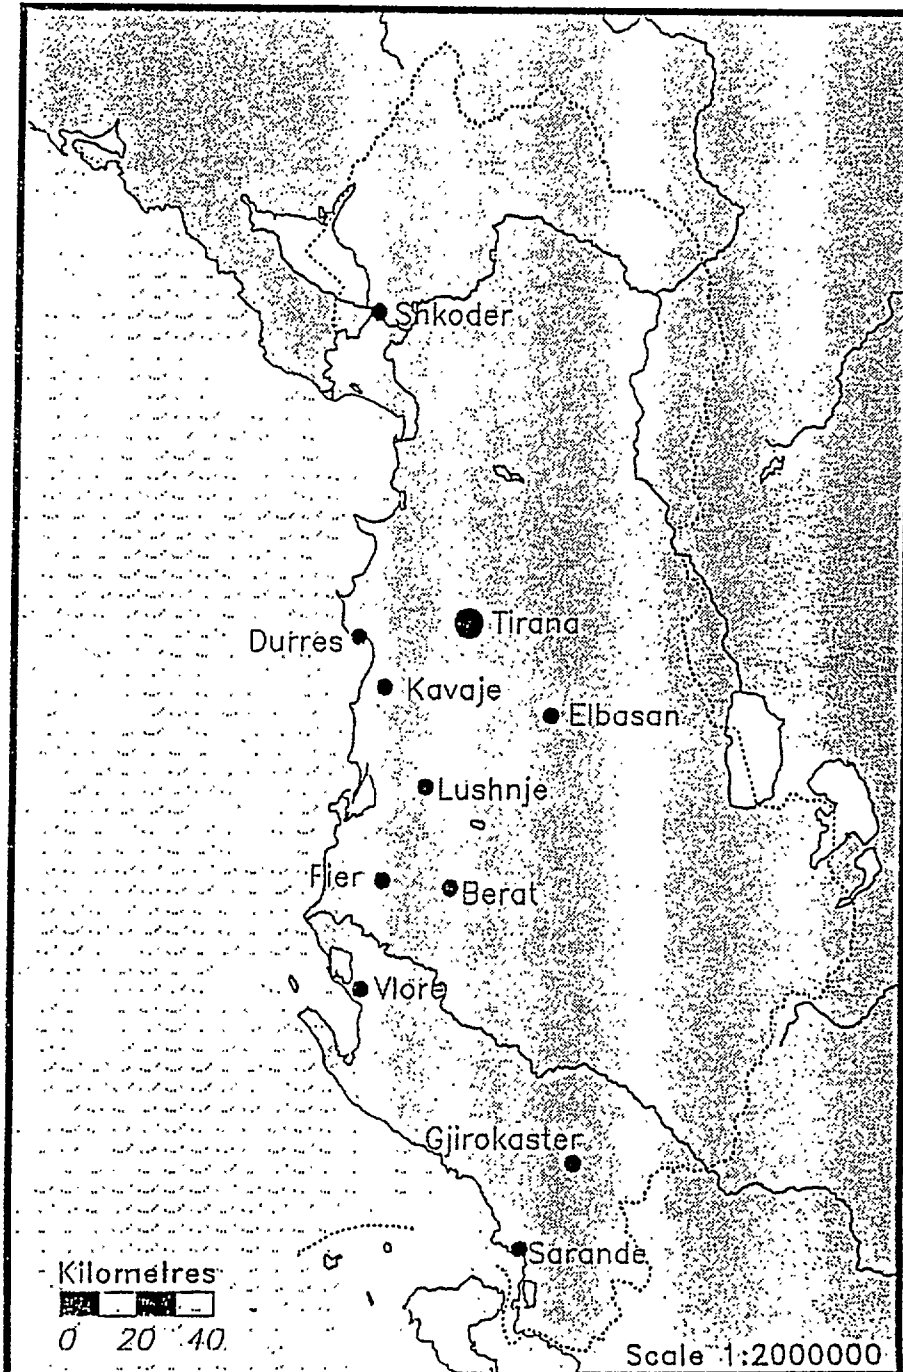 Shkoder
Tirana
Durres
Kavaje
Elbasan
Lushnje
Fier
Berat
Vlore
Gjirokaster
Sarande
Kilometres
0 20 40
Scale 1:2000000